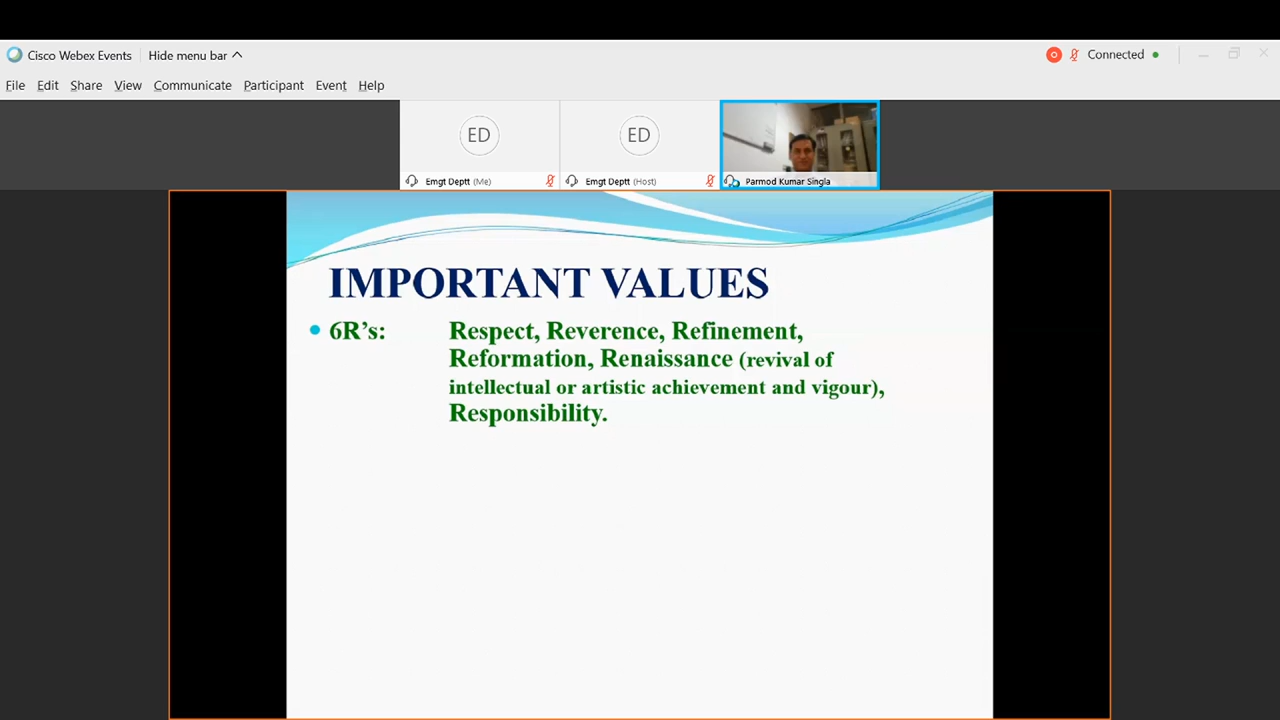 Cisco Webex Events Hide menu bar Connected
File Edit Share View Communicate Participant Event Help
ED ED
Emgt Deptt (Me) Emgt Deptt (Host) Parmod Kumar Singla
IMPORTANT VALUES
6R's: Respect, Reverence, Refinement,
Reformation, Renaissance (revival of
intellectual or artistic achievement and vigour),
Responsibility.